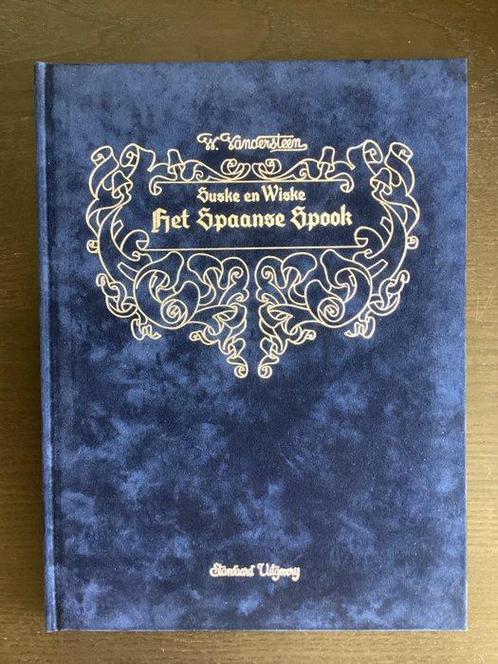 W. Vandersteen
Suske en Wiske
Het Spaanse Spook
Standaard Uitgeverij